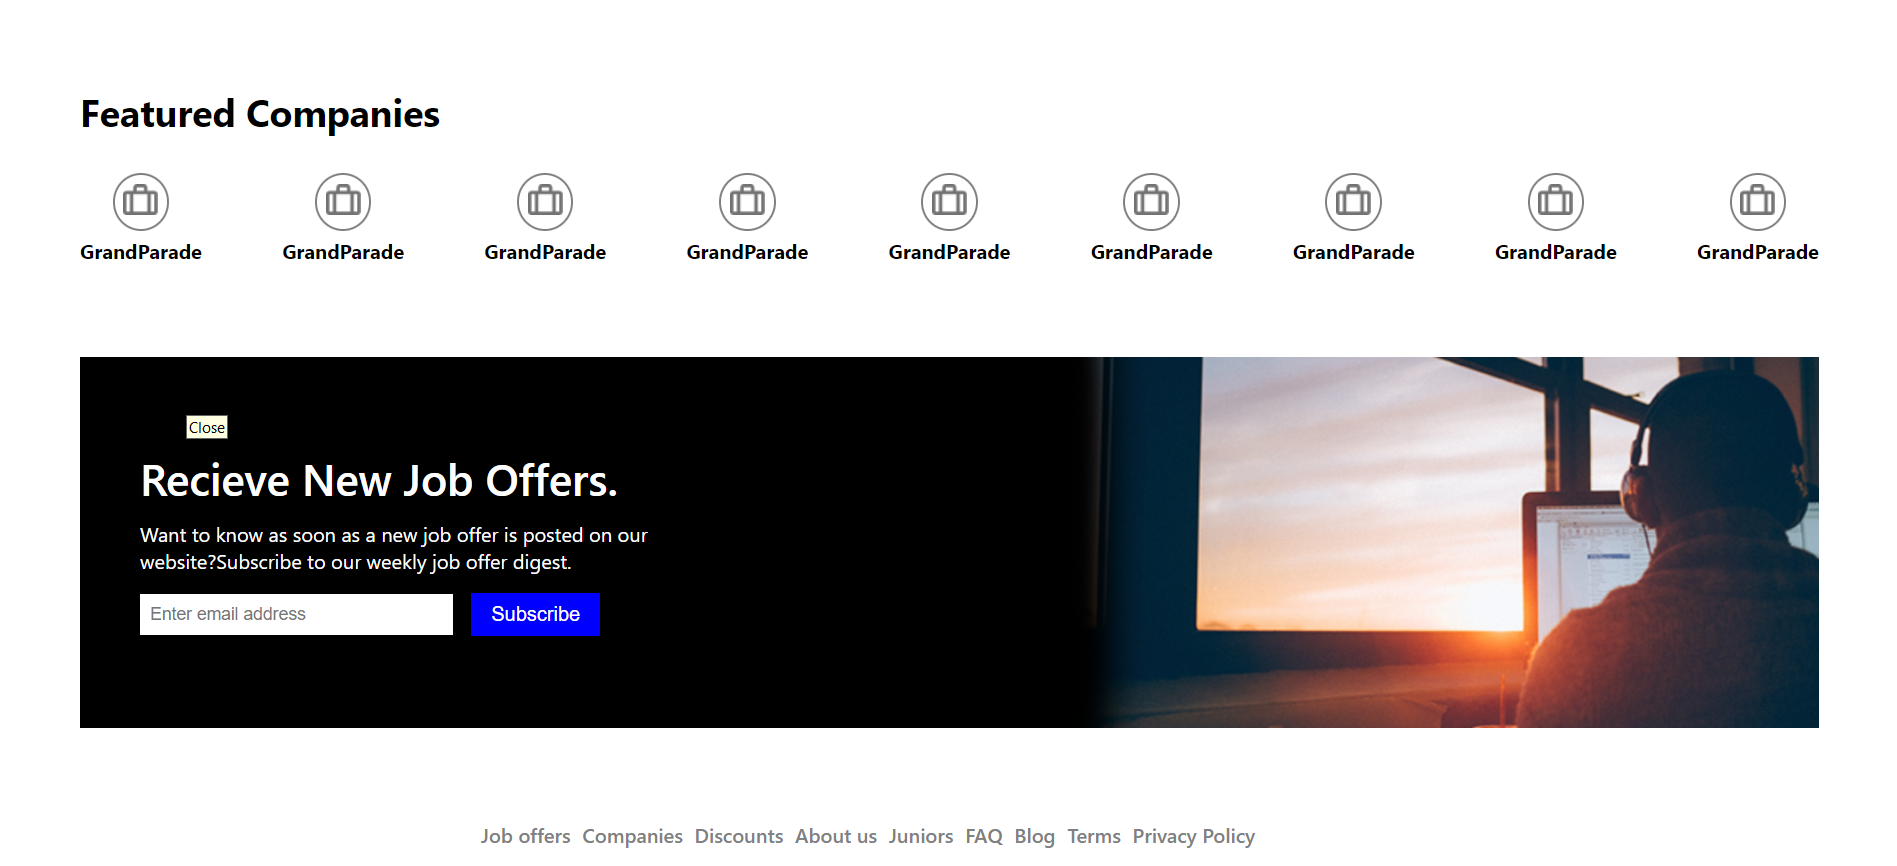 Featured Companies
GrandParade GrandParade GrandParade GrandParade GrandParade GrandParade GrandParade GrandParade GrandParade
Close
Recieve New Job Offers.
Want to know as soon as a new job offer is posted on our
website?Subscribe to our weekly job offer digest.
Enter email address Subscribe
Job offers Companies Discounts About us Juniors FAQ Blog Terms Privacy Policy